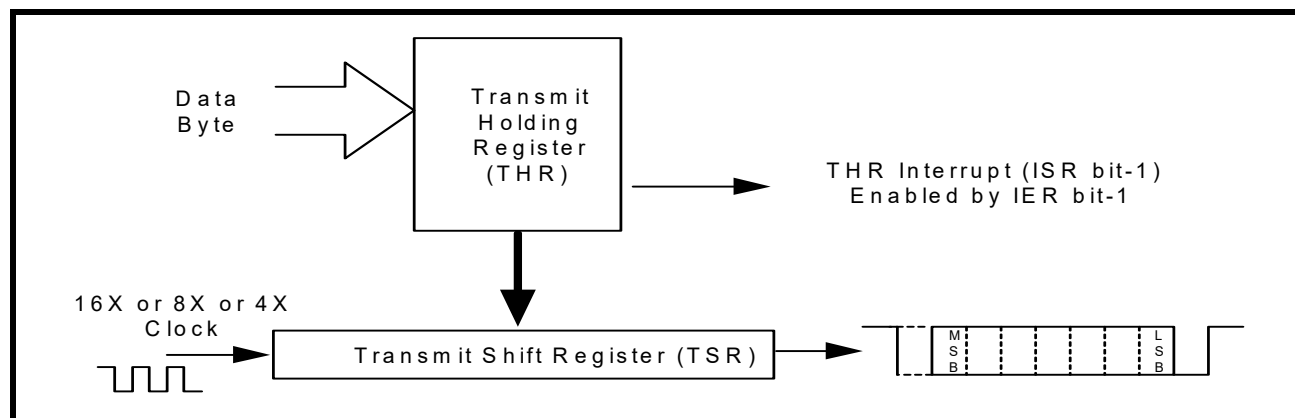 Data
Byte
Transmit
Holding
Register
(THR)
THR Interrupt (ISR bit-1)
Enabled by IER bit-1
16X or 8X or 4X
Clock
Transmit Shift Register (TSR)
M
S
B
L
S
B